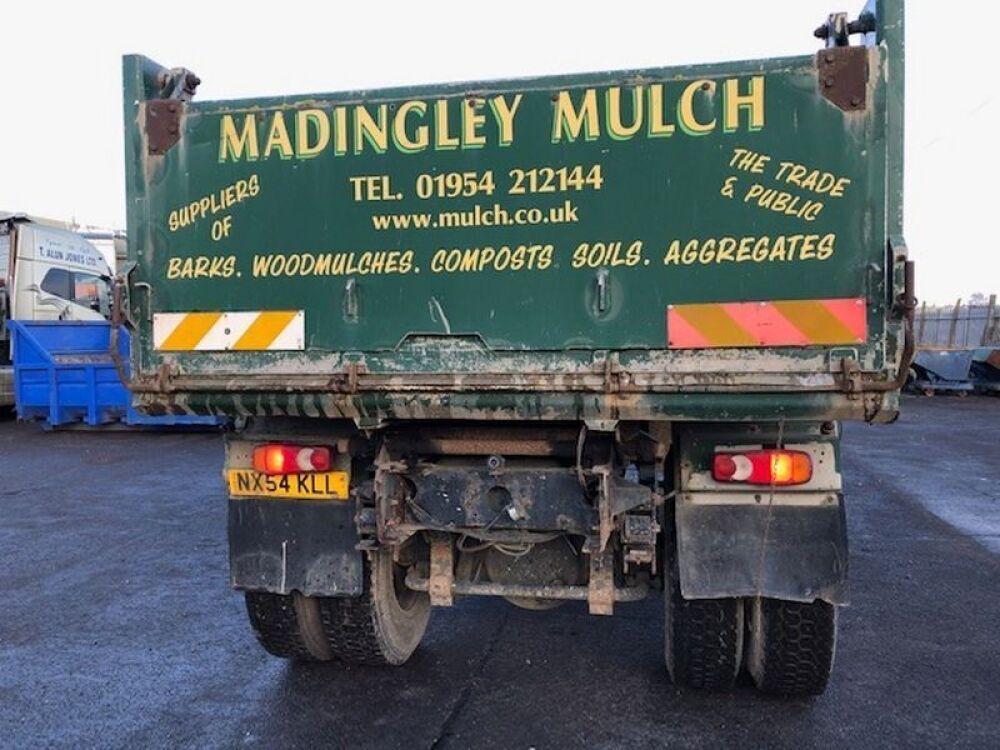 MADINGLEY MULCH
SUPPLIERS
OF
TEL. 01954 212144
www.mulch.co.uk
THE TRADE
& PUBLIC
BARKS. WOODMULCHES. COMPOSTS SOILS. AGGREGATES
T. ALUN JONES LTD.
NX54 KLL